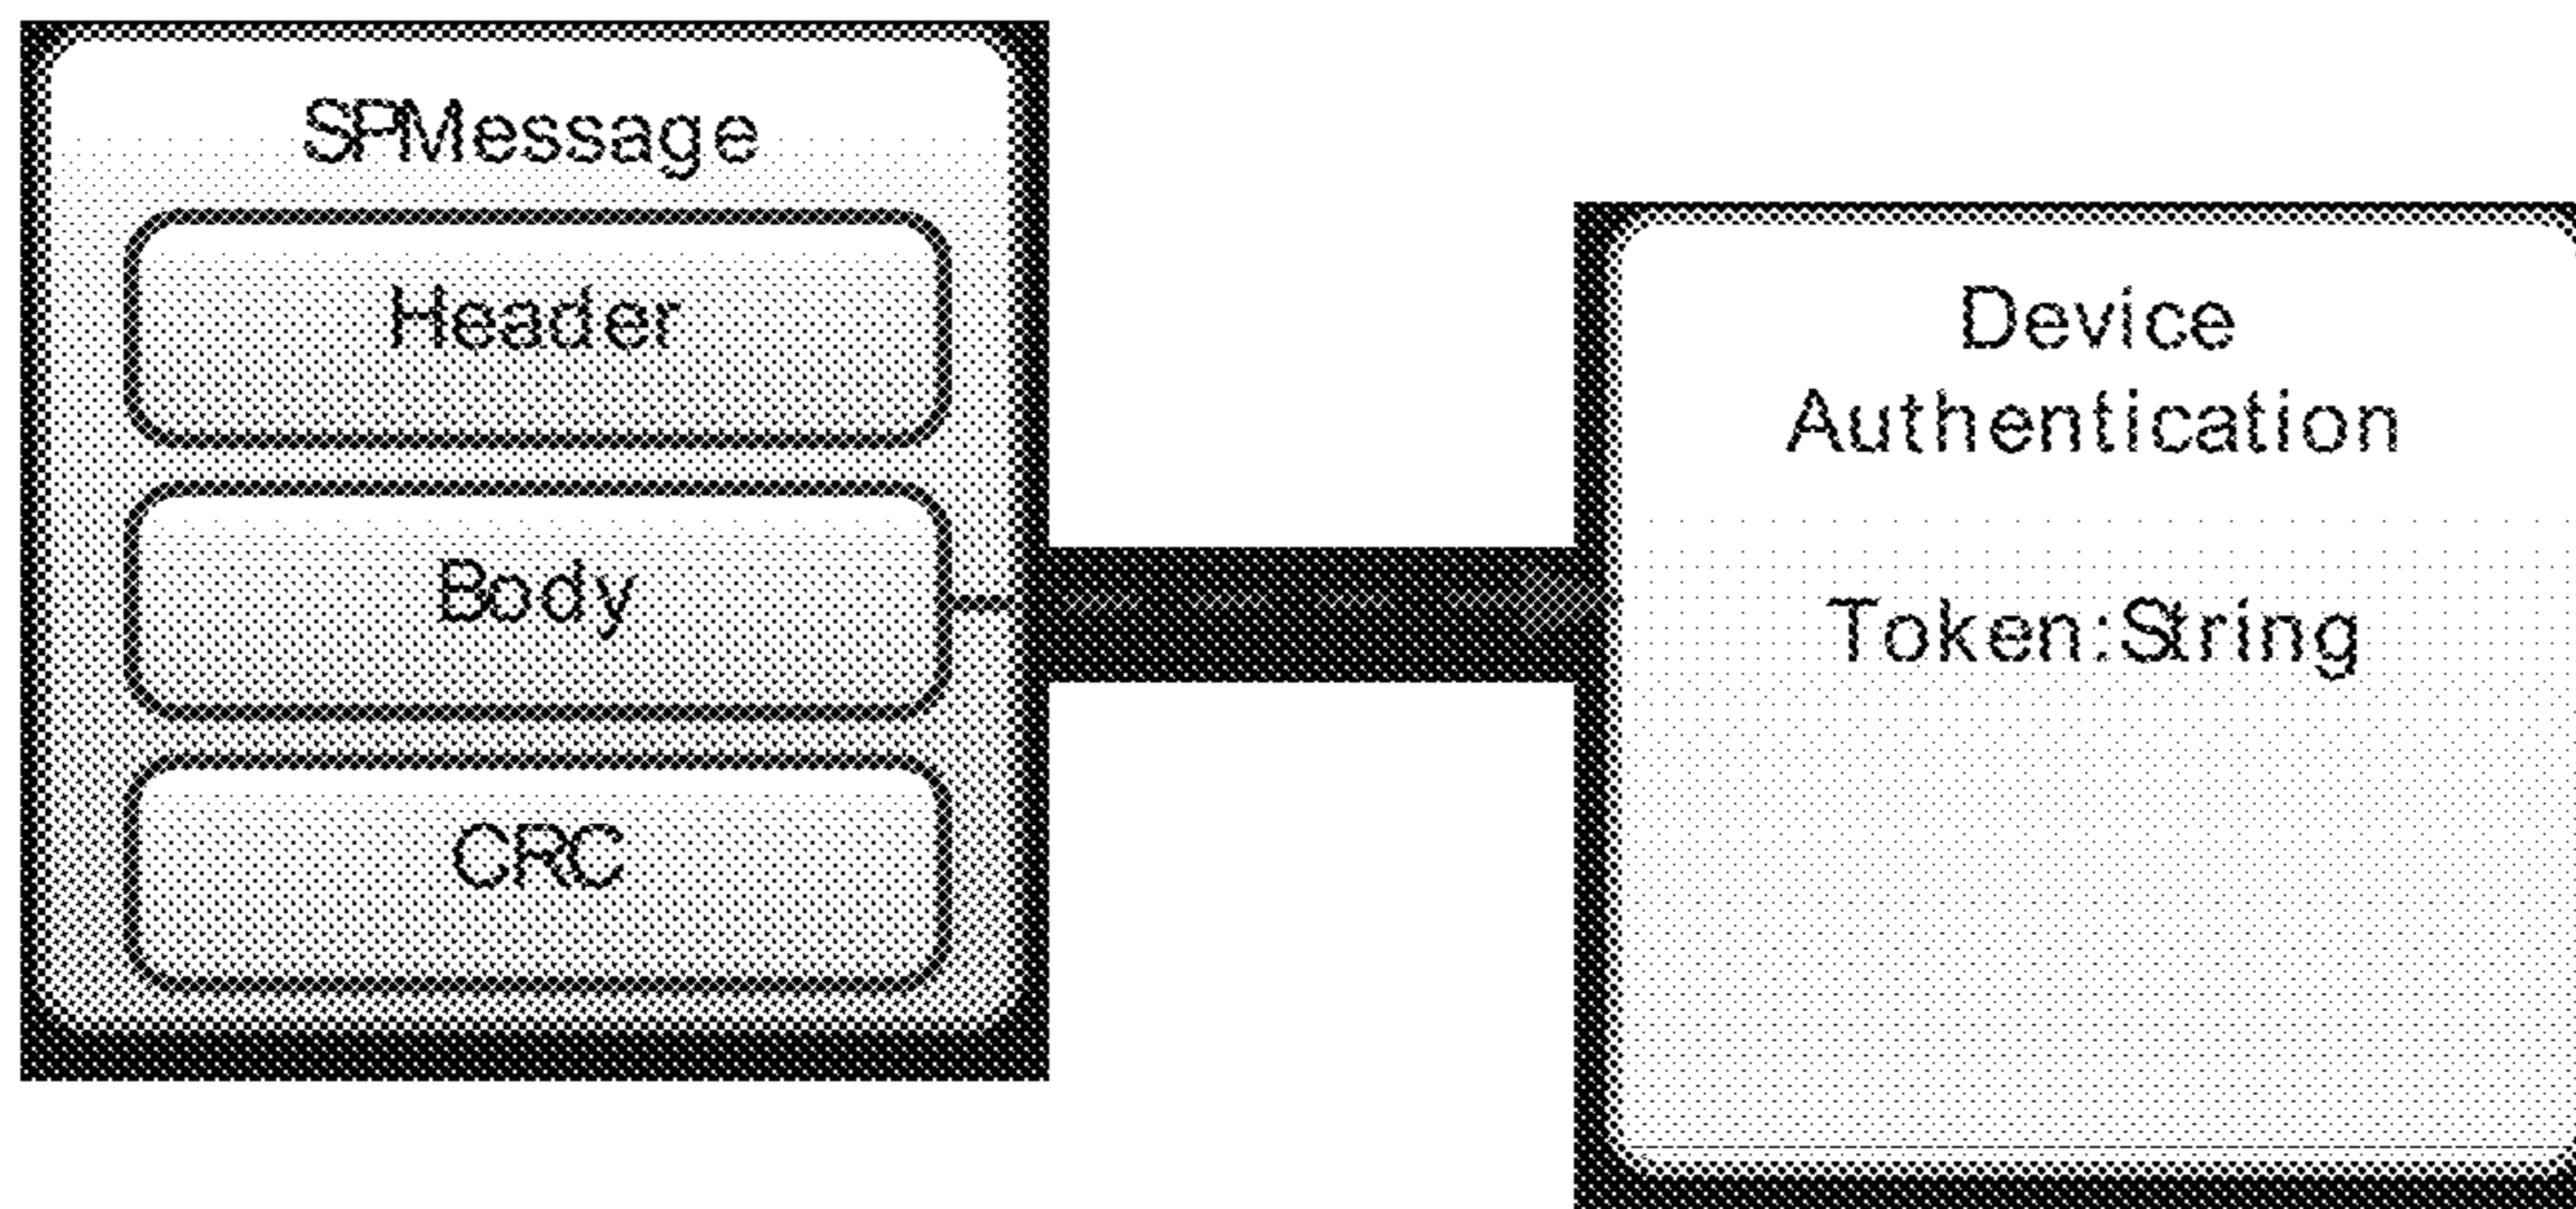 SPMessage
Header
Body
CRC
Device
Authentication
Token:String